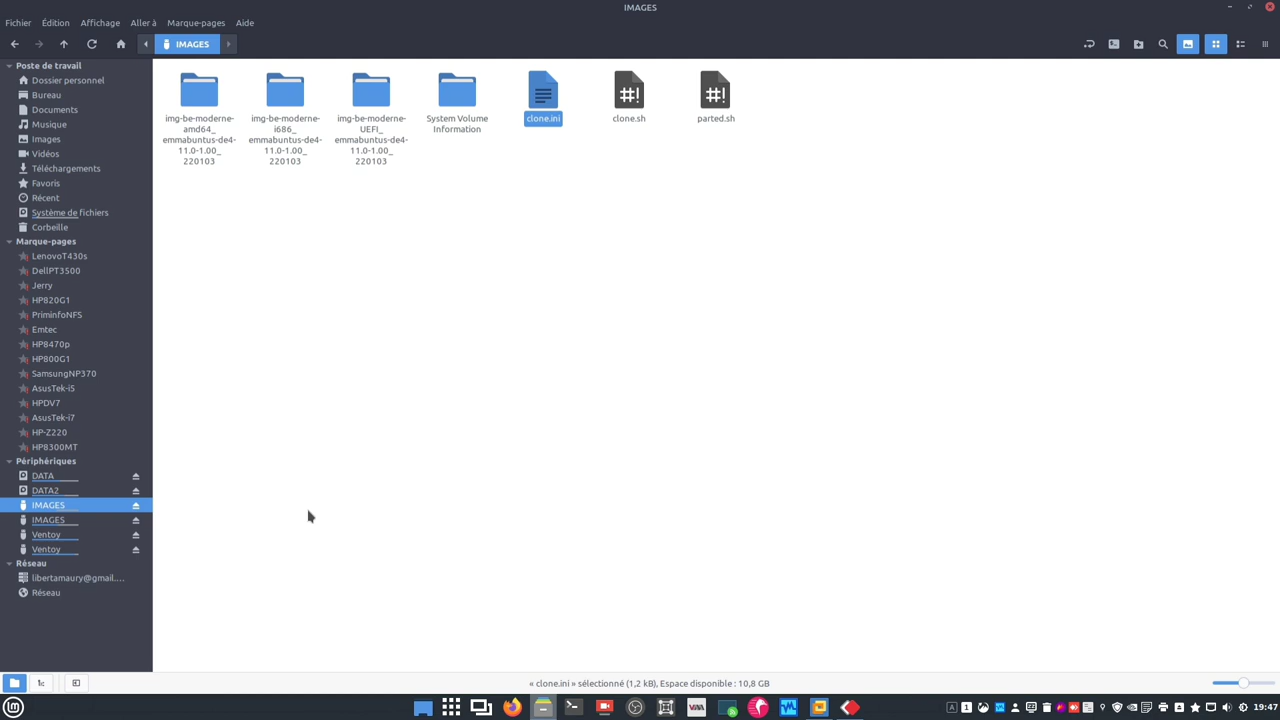 IMAGES
Fichier Édition Affichage Aller à Marque-pages Aide
IMAGES
Poste de travail
Dossier personnel
Bureau
Documents
Musique
Images
Vidéos
Téléchargements
Favoris
Récent
Système de fichiers
Corbeille
Marque-pages
LenovoT430s
DellPT3500
Jerry
HP820G1
PriminfoNFS
Emtec
HP8470p
HP800G1
SamsungNP370
AsusTek-i5
HPDV7
AsusTek-i7
HP-Z220
HP8300MT
Périphériques
DATA
DATA2
IMAGES
IMAGES
Ventoy
Ventoy
Réseau
libertamaury@gmail....
Réseau
img-be-moderne-
amd64_
emmabuntus-de4-
11.0-1.00_
220103
img-be-moderne-
i686_
emmabuntus-de4-
11.0-1.00_
220103
img-be-moderne-
UEFI_
emmabuntus-de4-
11.0-1.00_
220103
System Volume
Information
clone.ini
#!
clone.sh
#!
parted.sh
« clone.ini » sélectionné (1,2 kB), Espace disponible : 10,8 GB
19:47